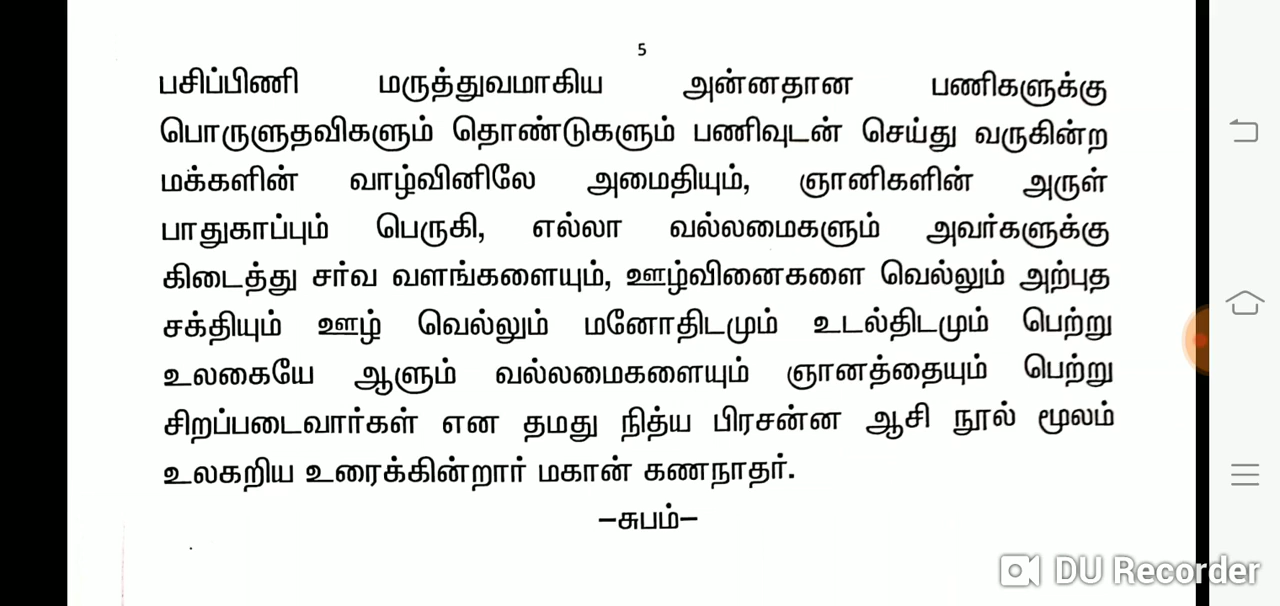 5
பசிப்பிணி மருத்துவமாகிய அன்னதான பணிகளுக்கு
பொருளுதவிகளும் தொண்டுகளும் பணிவுடன் செய்து வருகின்ற
மக்களின் வாழ்வினிலே அமைதியும், ஞானிகளின் அருள்
பாதுகாப்பும் பெருகி, எல்லா வல்லமைகளும் அவர்களுக்கு
கிடைத்து சர்வ வளங்களையும், ஊழ்வினைகளை வெல்லும் அற்புத
சக்தியும் ஊழ் வெல்லும் மனோதிடமும் உடல்திடமும் பெற்று
உலகையே ஆளும் வல்லமைகளையும் ஞானத்தையும் பெற்று
சிறப்படைவார்கள் என தமது நித்ய பிரசன்ன ஆசி நூல் மூலம்
உலகறிய உரைக்கின்றார் மகான் கணநாதர்.
–சுபம்–
DU Recorder